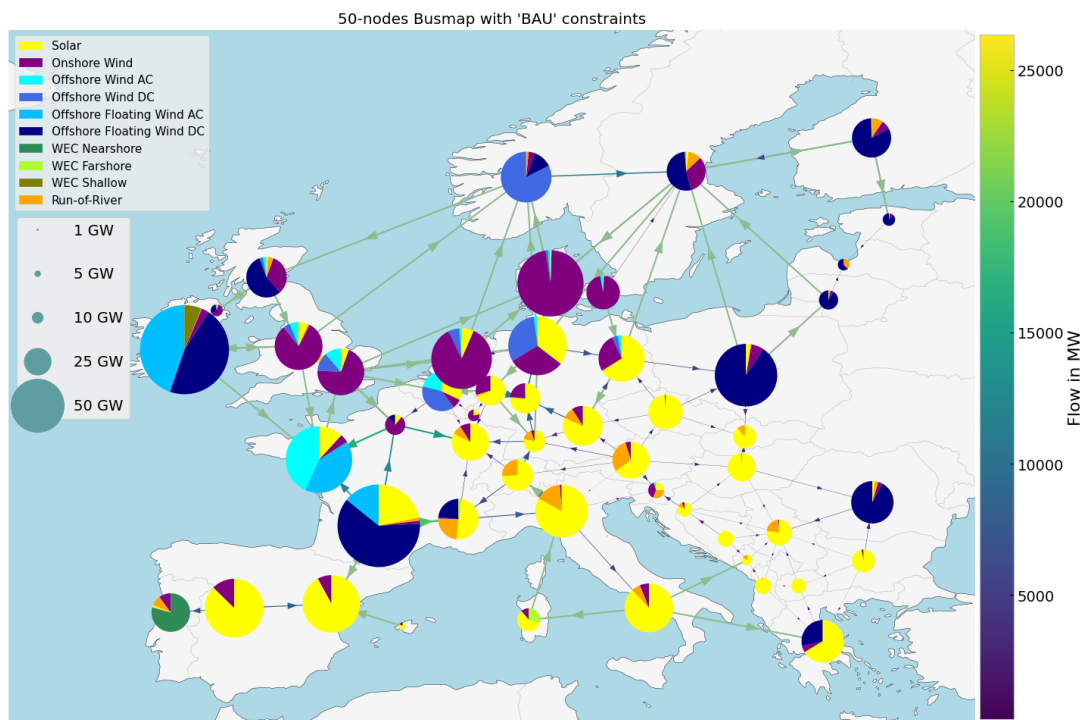 50-nodes Busmap with 'BAU' constraints
Solar
Onshore Wind
Offshore Wind AC
Offshore Wind DC
Offshore Floating Wind AC
Offshore Floating Wind DC
WEC Nearshore
WEC Farshore
WEC Shallow
Run-of-River
1 GW
5 GW
10 GW
25 GW
50 GW
25000
20000
15000
10000
5000
Flow in MW